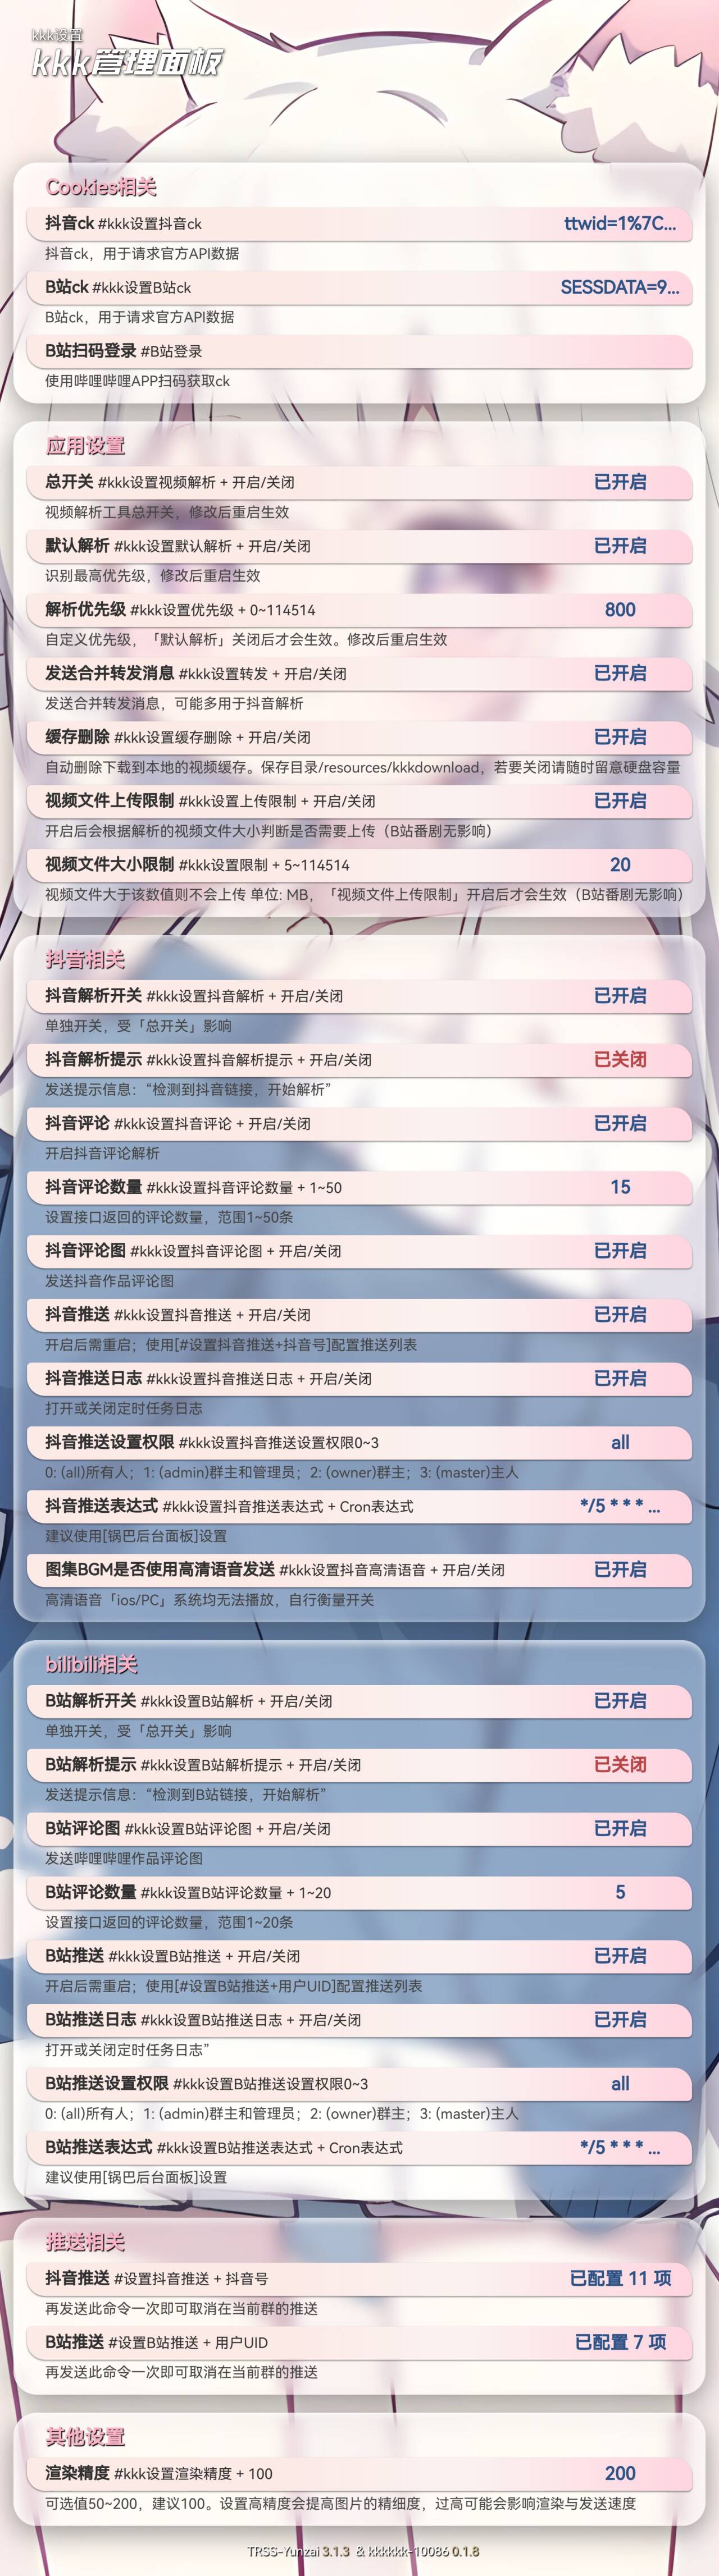 kkk设置
kkk管理面板
Cookies相关
抖音ck #kkk设置抖音ck ttwid=1%7C...
抖音ck，用于请求官方API数据
B站ck #kkk设置B站ck SESSDATA=9...
B站ck，用于请求官方API数据
B站扫码登录 #B站登录
使用哔哩哔哩APP扫码获取ck
应用设置
总开关 #kkk设置视频解析 + 开启/关闭 已开启
视频解析工具总开关，修改后重启生效
默认解析 #kkk设置默认解析 + 开启/关闭 已开启
识别最高优先级，修改后重启生效
解析优先级 #kkk设置优先级 + 0~114514 800
自定义优先级，「默认解析」关闭后才会生效。修改后重启生效
发送合并转发消息 #kkk设置转发 + 开启/关闭 已开启
发送合并转发消息，可能多用于抖音解析
缓存删除 #kkk设置缓存删除 + 开启/关闭 已开启
自动删除下载到本地的视频缓存。保存目录/resources/kkkdownload，若要关闭请随时留意硬盘容量
视频文件上传限制 #kkk设置上传限制 + 开启/关闭 已开启
开启后会根据解析的视频文件大小判断是否需要上传（B站番剧无影响）
视频文件大小限制 #kkk设置限制 + 5~114514 20
视频文件大于该数值则不会上传 单位: MB，「视频文件上传限制」开启后才会生效（B站番剧无影响）
抖音相关
抖音解析开关 #kkk设置抖音解析 + 开启/关闭 已开启
单独开关，受「总开关」影响
抖音解析提示 #kkk设置抖音解析提示 + 开启/关闭 已关闭
发送提示信息：“检测到抖音链接，开始解析”
抖音评论 #kkk设置抖音评论 + 开启/关闭 已开启
开启抖音评论解析
抖音评论数量 #kkk设置抖音评论数量 + 1~50 15
设置接口返回的评论数量，范围1~50条
抖音评论图 #kkk设置抖音评论图 + 开启/关闭 已开启
发送抖音作品评论图
抖音推送 #kkk设置抖音推送 + 开启/关闭 已开启
开启后需重启；使用[#设置抖音推送+抖音号]配置推送列表
抖音推送日志 #kkk设置抖音推送日志 + 开启/关闭 已开启
打开或关闭定时任务日志
抖音推送设置权限 #kkk设置抖音推送设置权限0~3 all
0: (all)所有人；1: (admin)群主和管理员；2: (owner)群主；3: (master)主人
抖音推送表达式 #kkk设置抖音推送表达式 + Cron表达式 */5 * * * ...
建议使用[锅巴后台面板]设置
图集BGM是否使用高清语音发送 #kkk设置抖音高清语音 + 开启/关闭 已开启
高清语音「ios/PC」系统均无法播放，自行衡量开关
bilibili相关
B站解析开关 #kkk设置B站解析 + 开启/关闭 已开启
单独开关，受「总开关」影响
B站解析提示 #kkk设置B站解析提示 + 开启/关闭 已关闭
发送提示信息：“检测到B站链接，开始解析”
B站评论图 #kkk设置B站评论图 + 开启/关闭 已开启
发送哔哩哔哩作品评论图
B站评论数量 #kkk设置B站评论数量 + 1~20 5
设置接口返回的评论数量，范围1~20条
B站推送 #kkk设置B站推送 + 开启/关闭 已开启
开启后需重启；使用[#设置B站推送+用户UID]配置推送列表
B站推送日志 #kkk设置B站推送日志 + 开启/关闭 已开启
打开或关闭定时任务日志”
B站推送设置权限 #kkk设置B站推送设置权限0~3 all
0: (all)所有人；1: (admin)群主和管理员；2: (owner)群主；3: (master)主人
B站推送表达式 #kkk设置B站推送表达式 + Cron表达式 */5 * * * ...
建议使用[锅巴后台面板]设置
推送相关
抖音推送 #设置抖音推送 + 抖音号 已配置 11 项
再发送此命令一次即可取消在当前群的推送
B站推送 #设置B站推送 + 用户UID 已配置 7 项
再发送此命令一次即可取消在当前群的推送
其他设置
渲染精度 #kkk设置渲染精度 + 100 200
可选值50~200，建议100。设置高精度会提高图片的精细度，过高可能会影响渲染与发送速度
TRSS-Yunzai 3.1.3 & kkkkkk-10086 0.1.8